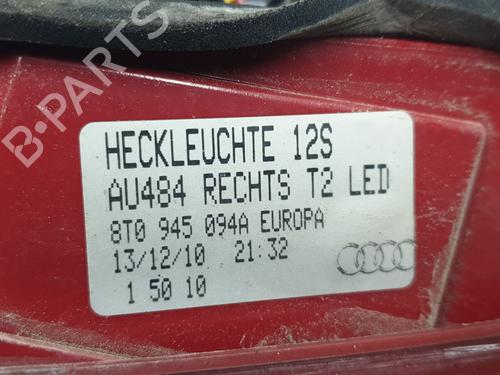 HECKLEUCHTE 12S
AU484 RECHTS T2 LED
8T0 945 094A EUROPA
13/12/10 21:32
1 50 10
B-PARTS